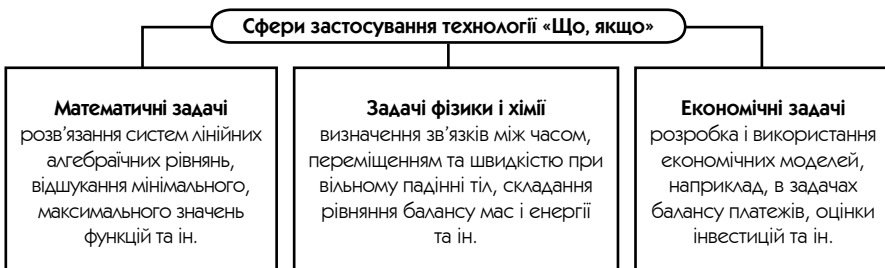 Сфери застосування технології «Що, якщо»
Математичні задачі
розв’язання систем лінійних
алгебраїчних рівнянь,
відшукання мінімального,
максимального значень
функцій та ін.
Задачі фізики і хімії
визначення зв’язків між часом,
переміщенням та швидкістю при
вільному падінні тіл, складання
рівняння балансу мас і енергії
та ін.
Економічні задачі
розробка і використання
економічних моделей,
наприклад, в задачах
балансу платежів, оцінки
інвестицій та ін.